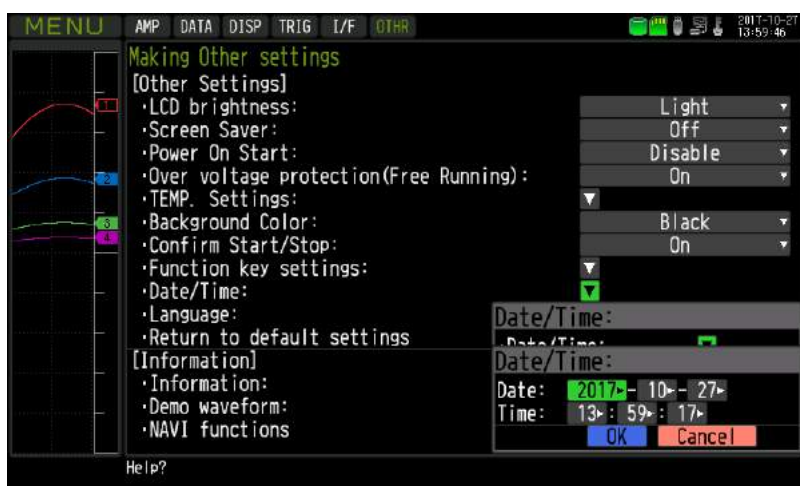 MENU AMP DATA DISP TRIG I/F OTHR 2017-10-27
13:59:46
Making Other settings
[Other Settings]
・LCD brightness: Light
・Screen Saver: Off
・Power On Start: Disable
・Over voltage protection(Free Running): On
・TEMP. Settings:
・Background Color: Black
・Confirm Start/Stop: On
・Function key settings:
・Date/Time:
・Language:
Date/Time:
・Return to default settings
・Date/Time:
[Information]
Date/Time:
・Information:
Date: 2017 - 10 - 27
・Demo waveform:
Time: 13 : 59 : 17
・NAVI functions
OK Cancel
Help?
1
2
3
4